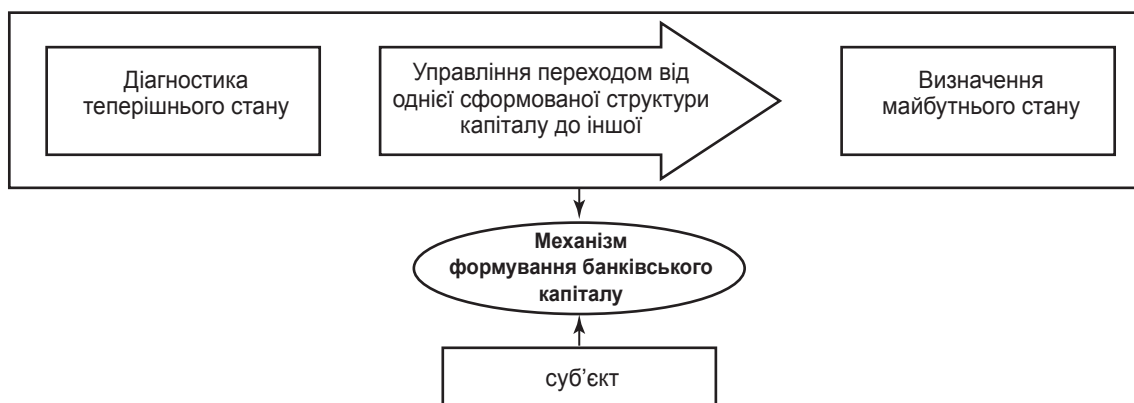 Діагностика
теперішнього стану
Управління переходом від
однієї сформованої структури
капіталу до іншої
Визначення
майбутнього стану
Механізм
формування банківського
капіталу
суб’єкт